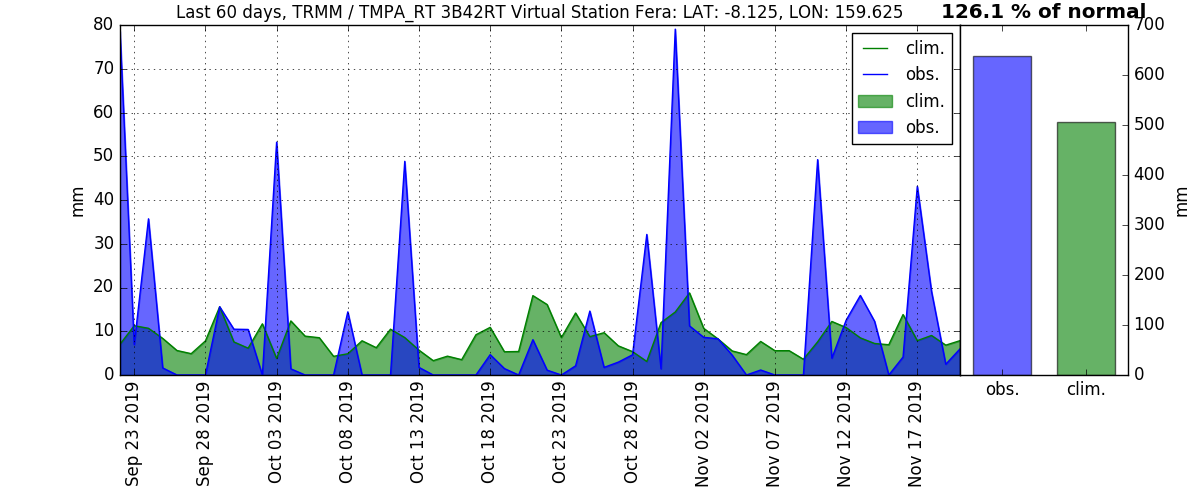 Last 60 days, TRMM / TMPA_RT 3B42RT Virtual Station Fera: LAT: -8.125, LON: 159.625
126.1 % of normal
80
70
60
50
40
30
20
10
0
mm
clim.
obs.
clim.
obs.
700
600
500
400
300
200
100
0
mm
obs.
clim.
Sep 23 2019
Sep 28 2019
Oct 03 2019
Oct 08 2019
Oct 13 2019
Oct 18 2019
Oct 23 2019
Oct 28 2019
Nov 02 2019
Nov 07 2019
Nov 12 2019
Nov 17 2019